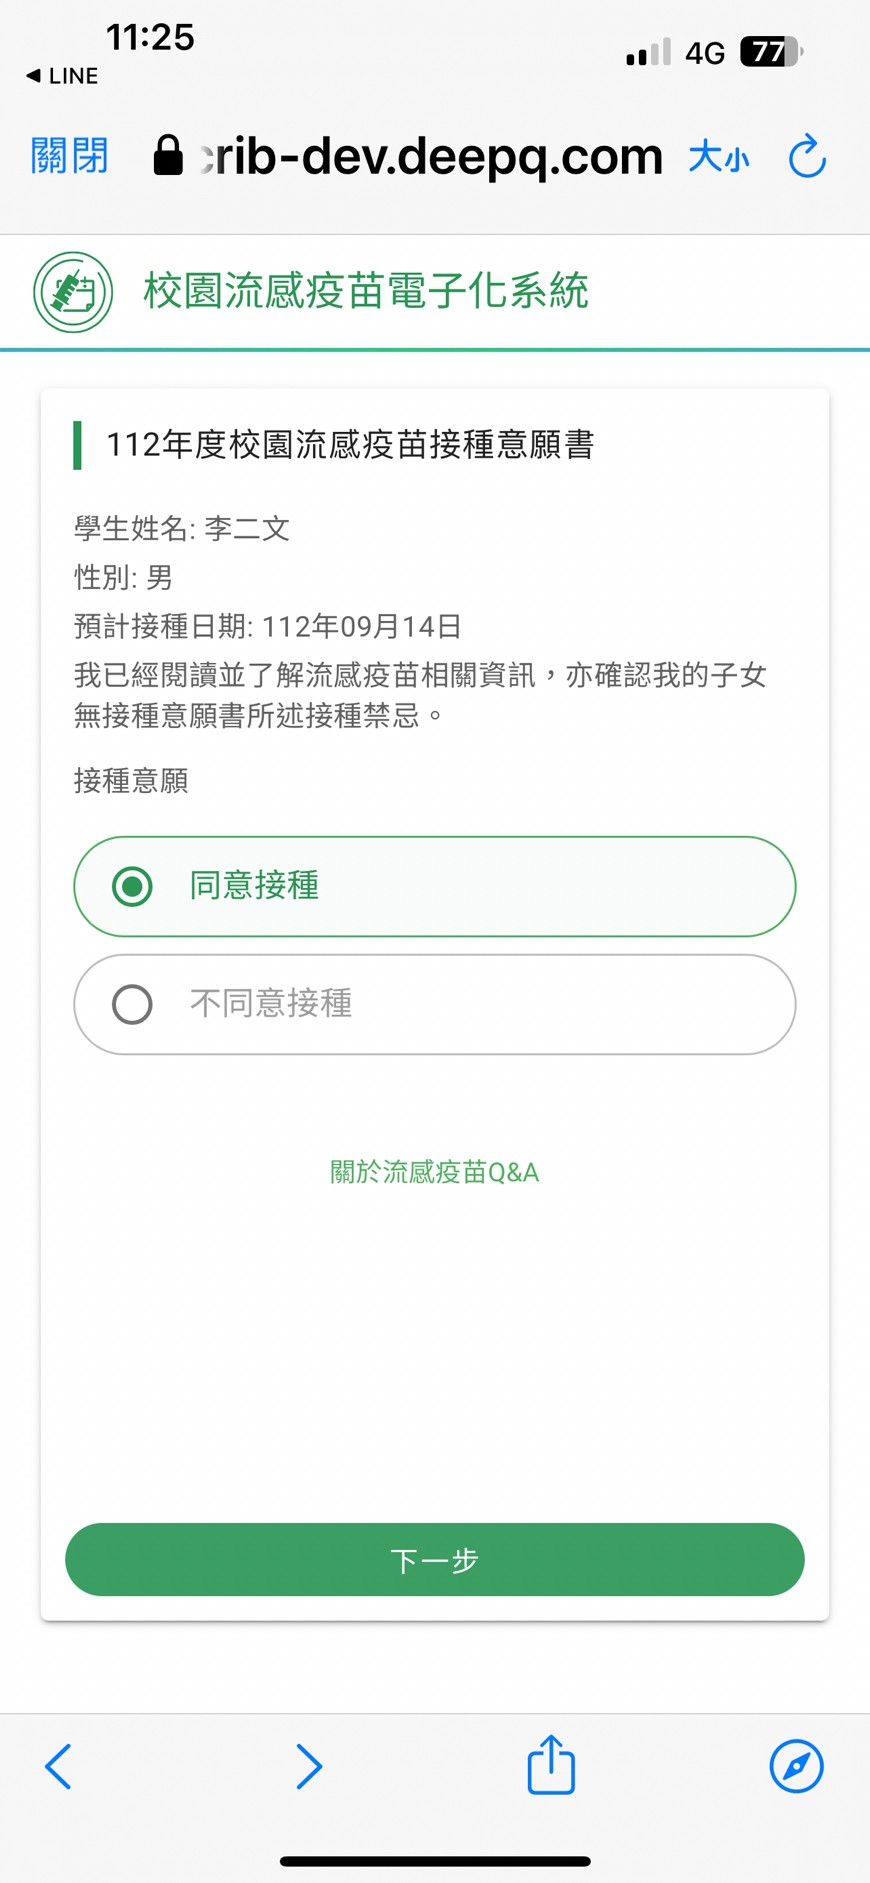 11:25
4G 77
◀ LINE
關閉
crib-dev.deepq.com
大小
校園流感疫苗電子化系統
112年度校園流感疫苗接種意願書
學生姓名: 李二文
性別: 男
預計接種日期: 112年09月14日
我已經閱讀並了解流感疫苗相關資訊，亦確認我的子女
無接種意願書所述接種禁忌。
接種意願
同意接種
不同意接種
關於流感疫苗Q&A
下一步